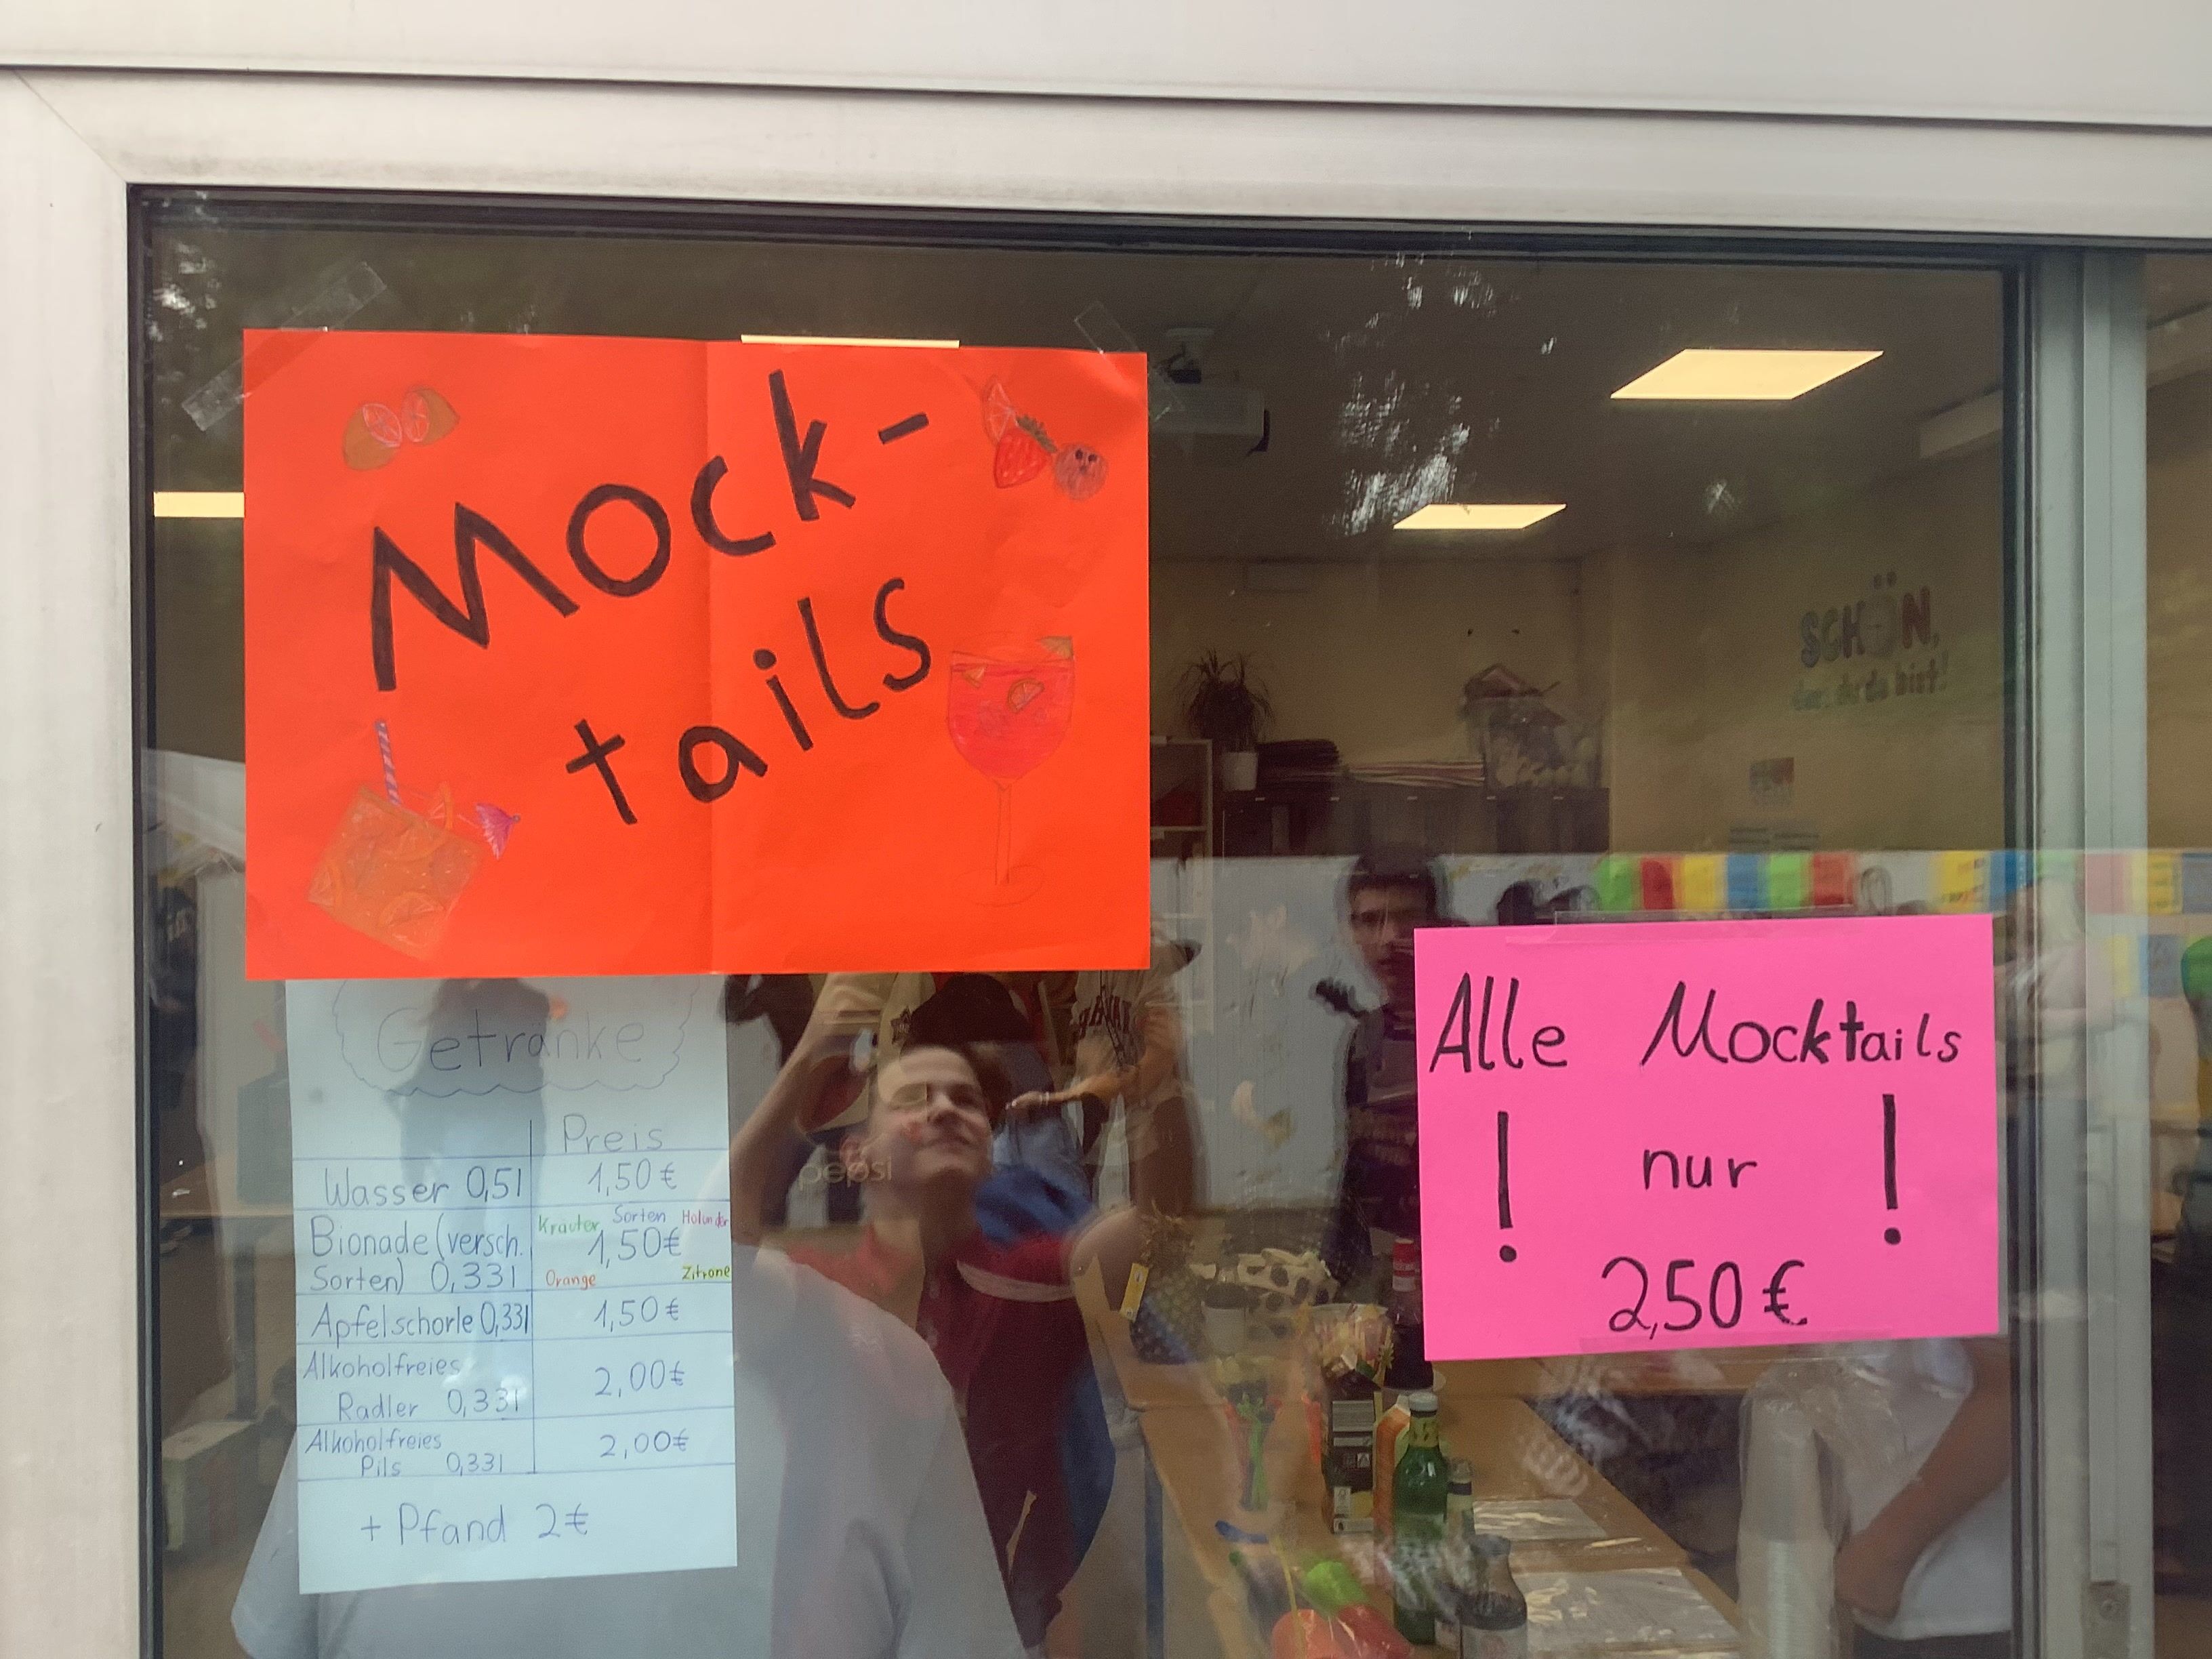 Mock-
tails
Getränke
Preis
Wasser 0,5l 1,50€
Bionade (versch. Sorten) 0,33l
Kräuter, Sorten Holunder
1,50€
Orange Zitrone
Apfelschorle 0,33l 1,50€
Alkoholfreies
Radler 0,33l 2,00€
Alkoholfreies
Pils 0,33l 2,00€
+ Pfand 2€
Alle Mocktails
! nur !
2,50€
SCHÖN,
bist!
pepsi